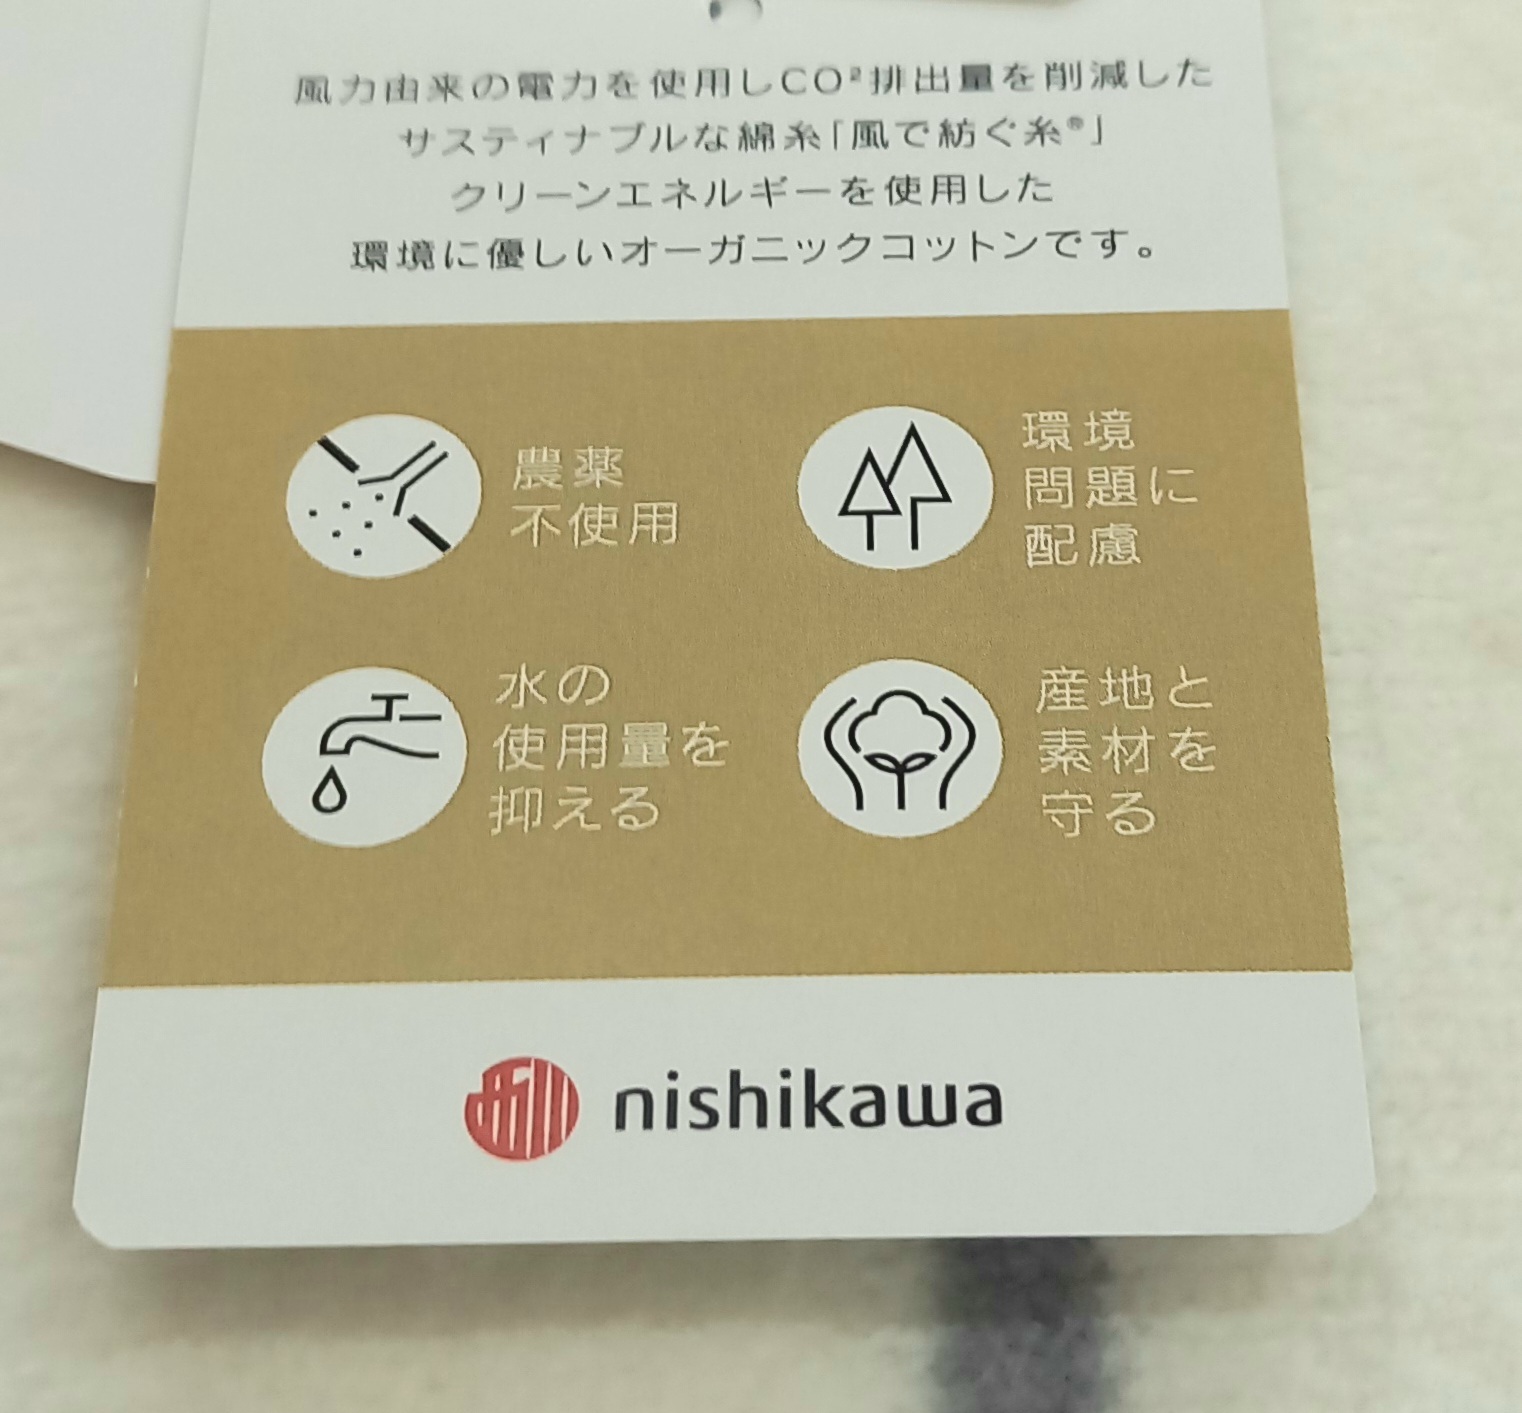 風力由来の電力を使用しCO²排出量を削減した
サスティナブルな綿糸「風で紡ぐ糸®」
クリーンエネルギーを使用した
環境に優しいオーガニックコットンです。
農薬
不使用
環境
問題に
配慮
水の
使用量を
抑える
産地と
素材を
守る
nishikawa